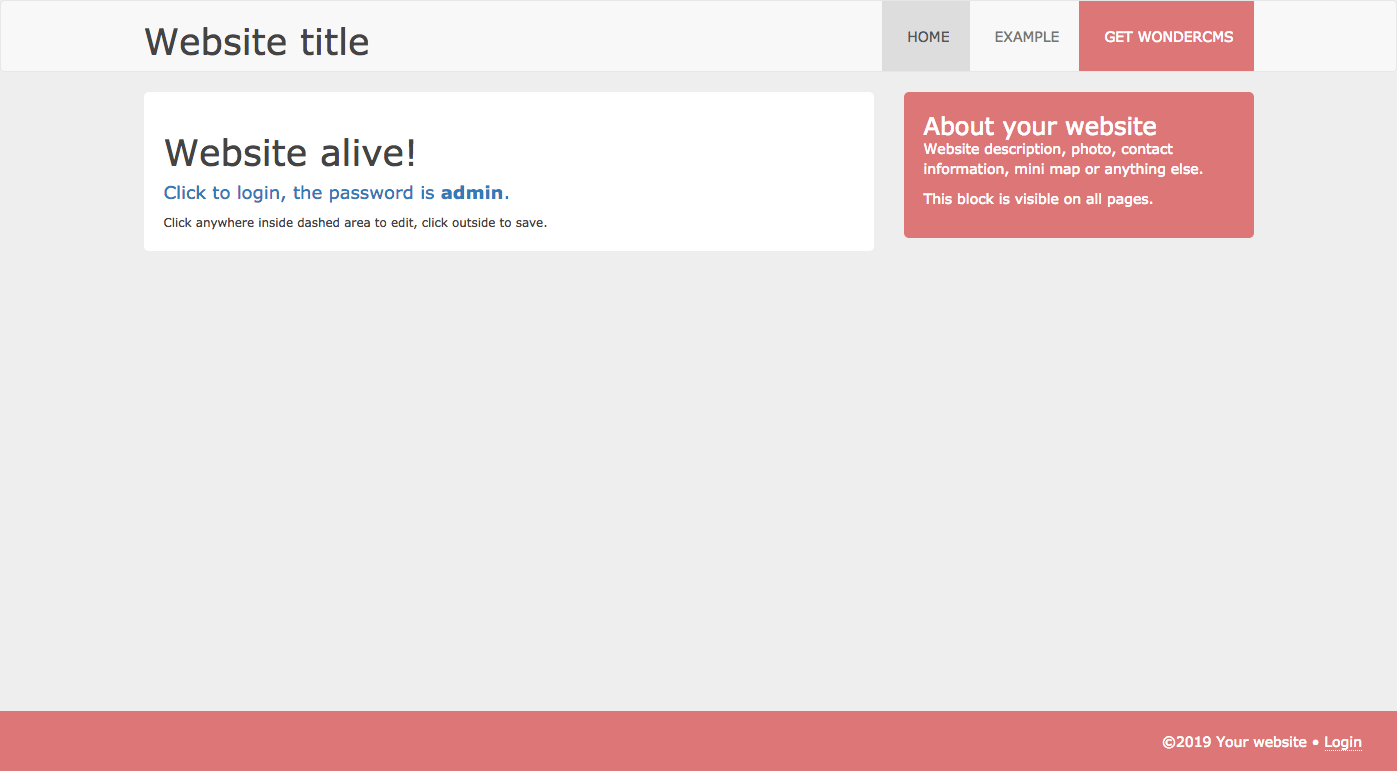 Website title
HOME
EXAMPLE
GET WONDERCMS
Website alive!
Click to login, the password is admin.
Click anywhere inside dashed area to edit, click outside to save.
About your website
Website description, photo, contact
information, mini map or anything else.
This block is visible on all pages.
©2019 Your website • Login